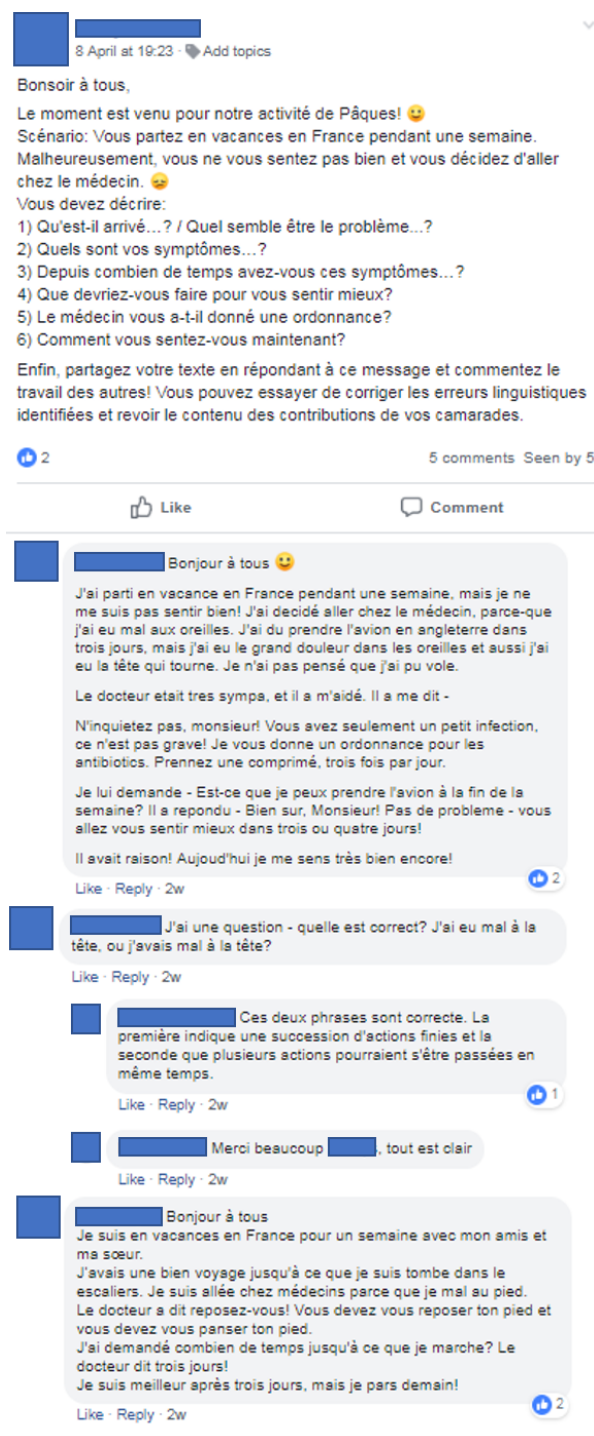 8 April at 19:23 · Add topics
Bonsoir à tous,
Le moment est venu pour notre activité de Pâques! 🙂
Scénario: Vous partez en vacances en France pendant une semaine.
Malheureusement, vous ne vous sentez pas bien et vous décidez d'aller
chez le médecin. 😞
Vous devez décrire:
1) Qu'est-il arrivé...? / Quel semble être le problème...?
2) Quels sont vos symptômes...?
3) Depuis combien de temps avez-vous ces symptômes...?
4) Que devriez-vous faire pour vous sentir mieux?
5) Le médecin vous a-t-il donné une ordonnance?
6) Comment vous sentez-vous maintenant?
Enfin, partagez votre texte en répondant à ce message et commentez le
travail des autres! Vous pouvez essayer de corriger les erreurs linguistiques
identifiées et revoir le contenu des contributions de vos camarades.
2
5 comments Seen by 5
Like Comment
Bonjour à tous 🙂
J'ai parti en vacance en France pendant une semaine, mais je ne
me suis pas sentir bien! J'ai decidé aller chez le médecin, parce-que
j'ai eu mal aux oreilles. J'ai du prendre l'avion en angleterre dans
trois jours, mais j'ai eu le grand douleur dans les oreilles et aussi j'ai
eu la tête qui tourne. Je n'ai pas pensé que j'ai pu vole.
Le docteur etait tres sympa, et il a m'aidé. Il a me dit -
N'inquietez pas, monsieur! Vous avez seulement un petit infection,
ce n'est pas grave! Je vous donne un ordonnance pour les
antibiotics. Prennez une comprimé, trois fois par jour.
Je lui demande - Est-ce que je peux prendre l'avion à la fin de la
semaine? Il a repondu - Bien sur, Monsieur! Pas de probleme - vous
allez vous sentir mieux dans trois ou quatre jours!
Il avait raison! Aujoud'hui je me sens très bien encore!
2
Like · Reply · 2w
J'ai une question - quelle est correct? J'ai eu mal à la
tête, ou j'avais mal à la tête?
Like · Reply · 2w
Ces deux phrases sont correcte. La
première indique une succession d'actions finies et la
seconde que plusieurs actions pourraient s'être passées en
même temps.
1
Like · Reply · 2w
Merci beaucoup , tout est clair
Like · Reply · 2w
Bonjour à tous
Je suis en vacances en France pour un semaine avec mon amis et
ma sœur.
J'avais une bien voyage jusqu'à ce que je suis tombe dans le
escaliers. Je suis allée chez médecins parce que je mal au pied.
Le docteur a dit reposez-vous! Vous devez vous reposer ton pied et
vous devez vous panser ton pied.
J'ai demandé combien de temps jusqu'à ce que je marche? Le
docteur dit trois jours!
Je suis meilleur après trois jours, mais je pars demain!
2
Like · Reply · 2w